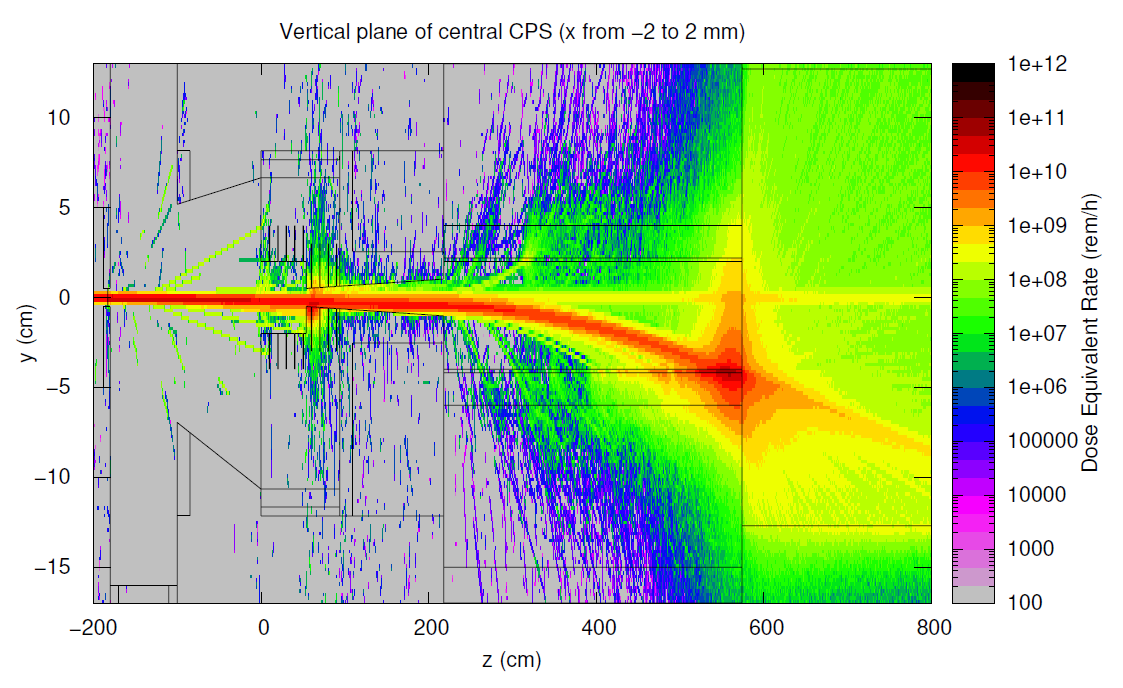 Vertical plane of central CPS (x from −2 to 2 mm)
10
5
0
−5
−10
−15
y (cm)
−200
0
200
400
600
800
z (cm)
1e+12
1e+11
1e+10
1e+09
1e+08
1e+07
1e+06
100000
10000
1000
100
Dose Equivalent Rate (rem/h)